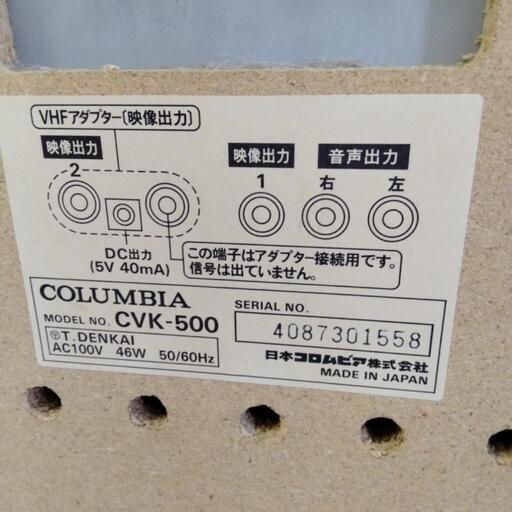 VHFアダプター〔映像出力〕
映像出力
2
映像出力
1
音声出力
右
左
DC出力
(5V 40mA)
この端子はアダプター接続用です。
信号は出ていません。
COLUMBIA
MODEL NO. CVK-500
Ⓣ T. DENKAI
AC100V 46W 50/60Hz
SERIAL NO.
4087301558
日本コロムビア株式会社
MADE IN JAPAN